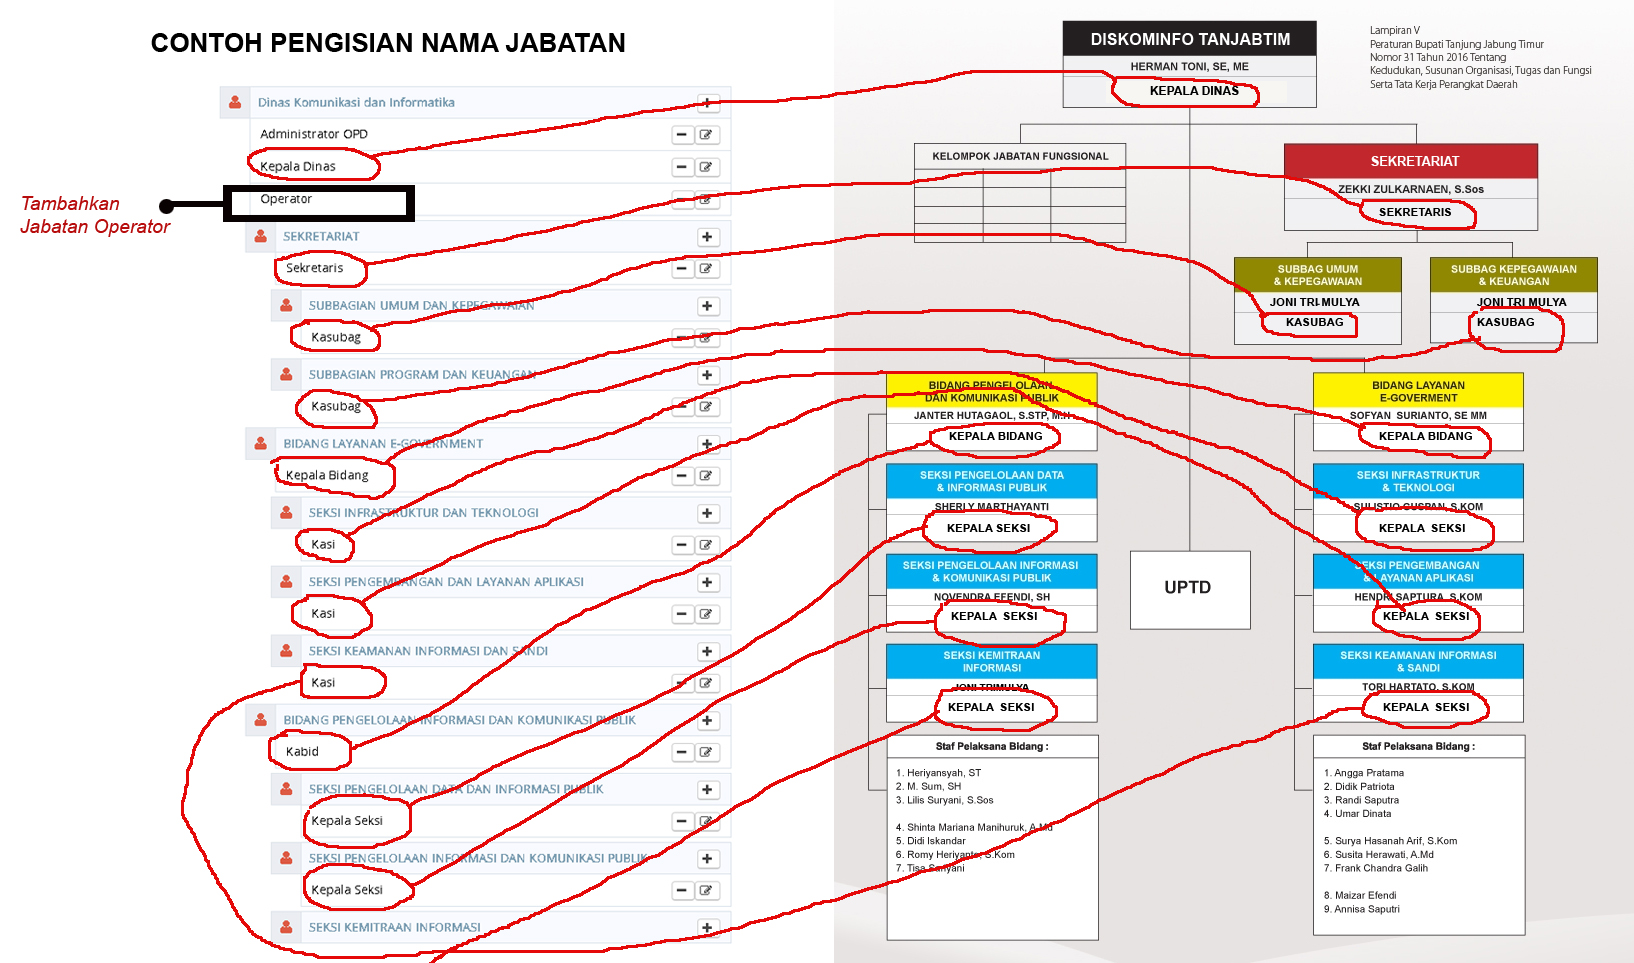 CONTOH PENGISIAN NAMA JABATAN
Dinas Komunikasi dan Informatika
Administrator OPD
Kepala Dinas
Tambahkan
Jabatan Operator
Operator
SEKRETARIAT
Sekretaris
SUBBAGIAN UMUM DAN KEPEGAWAIAN
Kasubag
SUBBAGIAN PROGRAM DAN KEUANGAN
Kasubag
BIDANG LAYANAN E-GOVERNMENT
Kepala Bidang
SEKSI INFRASTRUKTUR DAN TEKNOLOGI
Kasi
SEKSI PENGEMBANGAN DAN LAYANAN APLIKASI
Kasi
SEKSI KEAMANAN INFORMASI DAN SANDI
Kasi
BIDANG PENGELOLAAN INFORMASI DAN KOMUNIKASI PUBLIK
Kabid
SEKSI PENGELOLAAN DATA DAN INFORMASI PUBLIK
Kepala Seksi
SEKSI PENGELOLAAN INFORMASI DAN KOMUNIKASI PUBLIK
Kepala Seksi
SEKSI KEMITRAAN INFORMASI
DISKOMINFO TANJABTIM
HERMAN TONI, SE, ME
KEPALA DINAS
Lampiran V
Peraturan Bupati Tanjung Jabung Timur
Nomor 31 Tahun 2016 Tentang
Kedudukan, Susunan Organisasi, Tugas dan Fungsi
Serta Tata Kerja Perangkat Daerah
KELOMPOK JABATAN FUNGSIONAL
SEKRETARIAT
ZEKKI ZULKARNAEN, S.Sos
SEKRETARIS
SUBBAG UMUM
& KEPEGAWAIAN
JONI TRI MULYA
KASUBAG
SUBBAG KEPEGAWAIAN
& KEUANGAN
JONI TRI MULYA
KASUBAG
BIDANG PENGELOLAAN
DAN KOMUNIKASI PUBLIK
JANTER HUTAGAOL, S.STP, M.H
KEPALA BIDANG
SEKSI PENGELOLAAN DATA
& INFORMASI PUBLIK
SHERLY MARTHAYANTI
KEPALA SEKSI
SEKSI PENGELOLAAN INFORMASI
& KOMUNIKASI PUBLIK
NOVENDRA EFENDI, SH
KEPALA SEKSI
SEKSI KEMITRAAN
INFORMASI
JONI TRIMULYA
KEPALA SEKSI
Staf Pelaksana Bidang :
1. Heriyansyah, ST
2. M. Sum, SH
3. Lilis Suryani, S.Sos
4. Shinta Mariana Manihuruk, A.Md
5. Didi Iskandar
6. Romy Heriyanto, S.Kom
7. Tisa Sanyani
UPTD
BIDANG LAYANAN
E-GOVERMENT
SOFYAN SURIANTO, SE MM
KEPALA BIDANG
SEKSI INFRASTRUKTUR
& TEKNOLOGI
SULISTIO GUSPAN, S.KOM
KEPALA SEKSI
SEKSI PENGEMBANGAN
& LAYANAN APLIKASI
HENDRI SAPTURA, S.KOM
KEPALA SEKSI
SEKSI KEAMANAN INFORMASI
& SANDI
TORI HARTATO, S.KOM
KEPALA SEKSI
Staf Pelaksana Bidang :
1. Angga Pratama
2. Didik Patriota
3. Randi Saputra
4. Umar Dinata
5. Surya Hasanah Arif, S.Kom
6. Susita Herawati, A.Md
7. Frank Chandra Galih
8. Maizar Efendi
9. Annisa Saputri